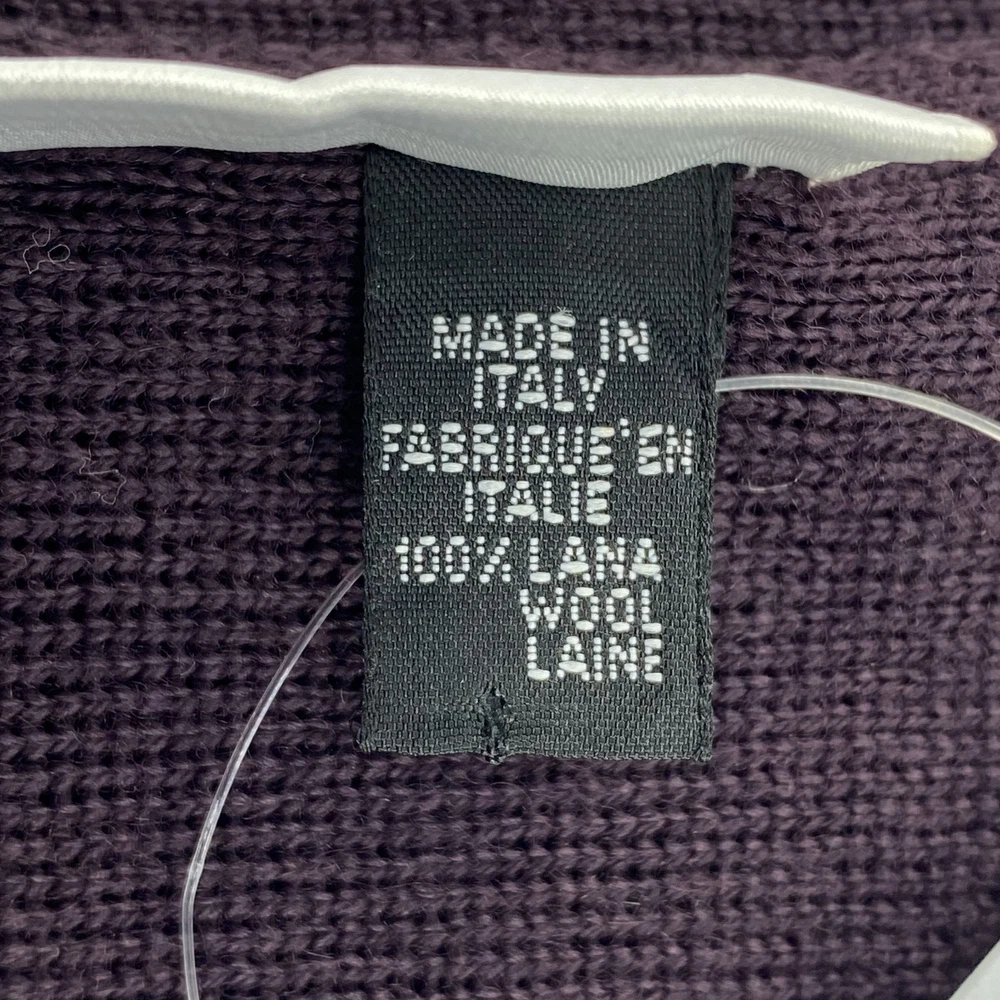 MADE IN
ITALY
FABRIQUE' EN
ITALIE
100% LANA
WOOL
LAINE